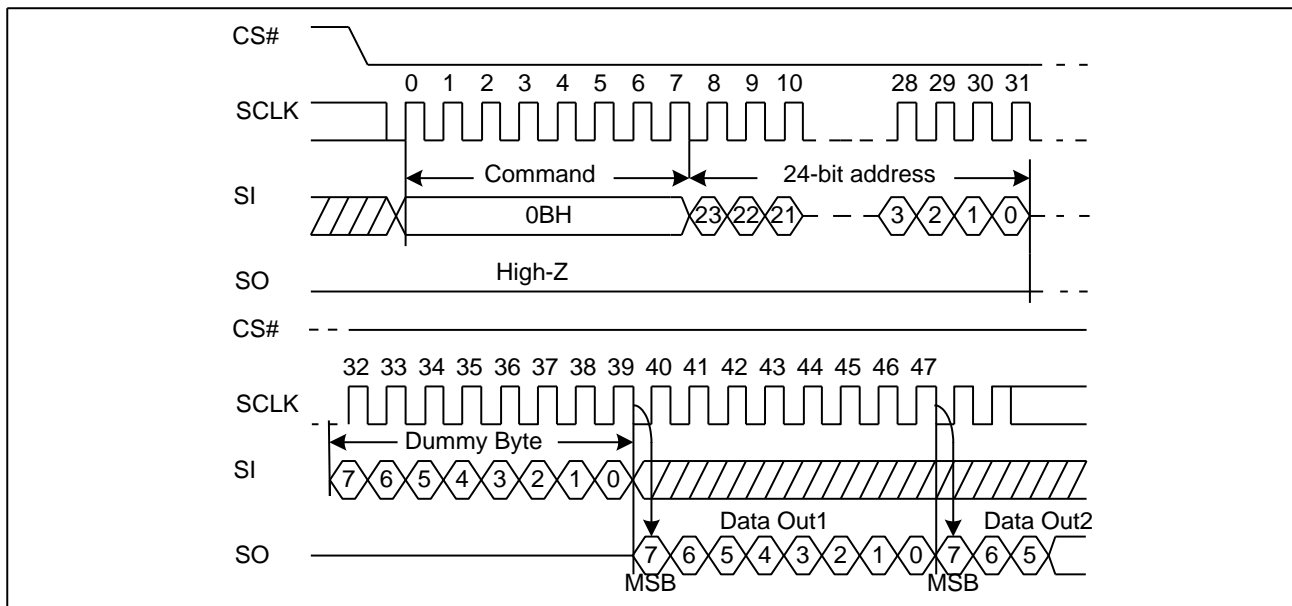 CS#
0 1 2 3 4 5 6 7 8 9 10 28 29 30 31
SCLK
Command 24-bit address
SI
0BH 23 22 21 3 2 1 0
High-Z
SO
CS#
32 33 34 35 36 37 38 39 40 41 42 43 44 45 46 47
SCLK
Dummy Byte
SI
7 6 5 4 3 2 1 0
Data Out1 Data Out2
SO
7 6 5 4 3 2 1 0 7 6 5
MSB MSB